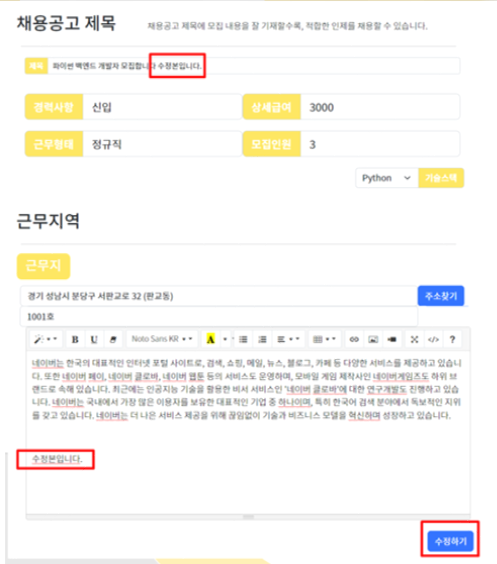 채용공고 제목
채용공고 제목에 모집 내용을 잘 기재할수록, 적합한 인재를 채용할 수 있습니다.
제목 파이썬 백엔드 개발자 모집합니다 수정본입니다.
경력사항 신입 상세급여 3000
근무형태 정규직 모집인원 3
Python 기술스택
근무지역
근무지
경기 성남시 분당구 서판교로 32 (판교동) 주소찾기
1001호
B U Noto Sans KR A </> ?
네이버는 한국의 대표적인 인터넷 포털 사이트로, 검색, 쇼핑, 메일, 뉴스, 블로그, 카페 등 다양한 서비스를 제공하고 있습니
다. 또한 네이버 페이, 네이버 클로바, 네이버 웹툰 등의 서비스도 운영하며, 모바일 게임 제작사인 네이버게임즈도 하위 브
랜드로 속해 있습니다. 최근에는 인공지능 기술을 활용한 비서 서비스인 '네이버 클로바'에 대한 연구개발도 진행하고 있습
니다. 네이버는 국내에서 가장 많은 이용자를 보유한 대표적인 기업 중 하나이며, 특히 한국어 검색 분야에서 독보적인 지위
를 갖고 있습니다. 네이버는 더 나은 서비스 제공을 위해 끊임없이 기술과 비즈니스 모델을 혁신하며 성장하고 있습니다.
수정본입니다.
수정하기